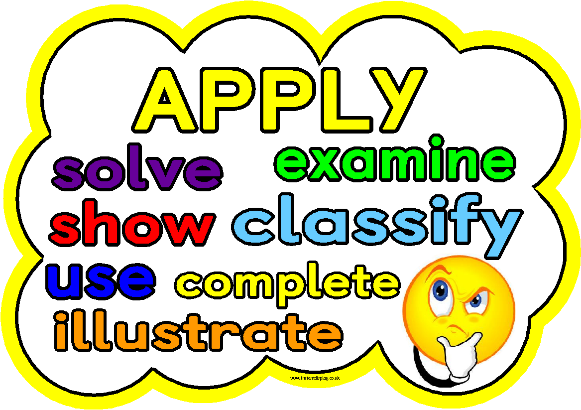 APPLY
solve examine
show classify
use complete
illustrate